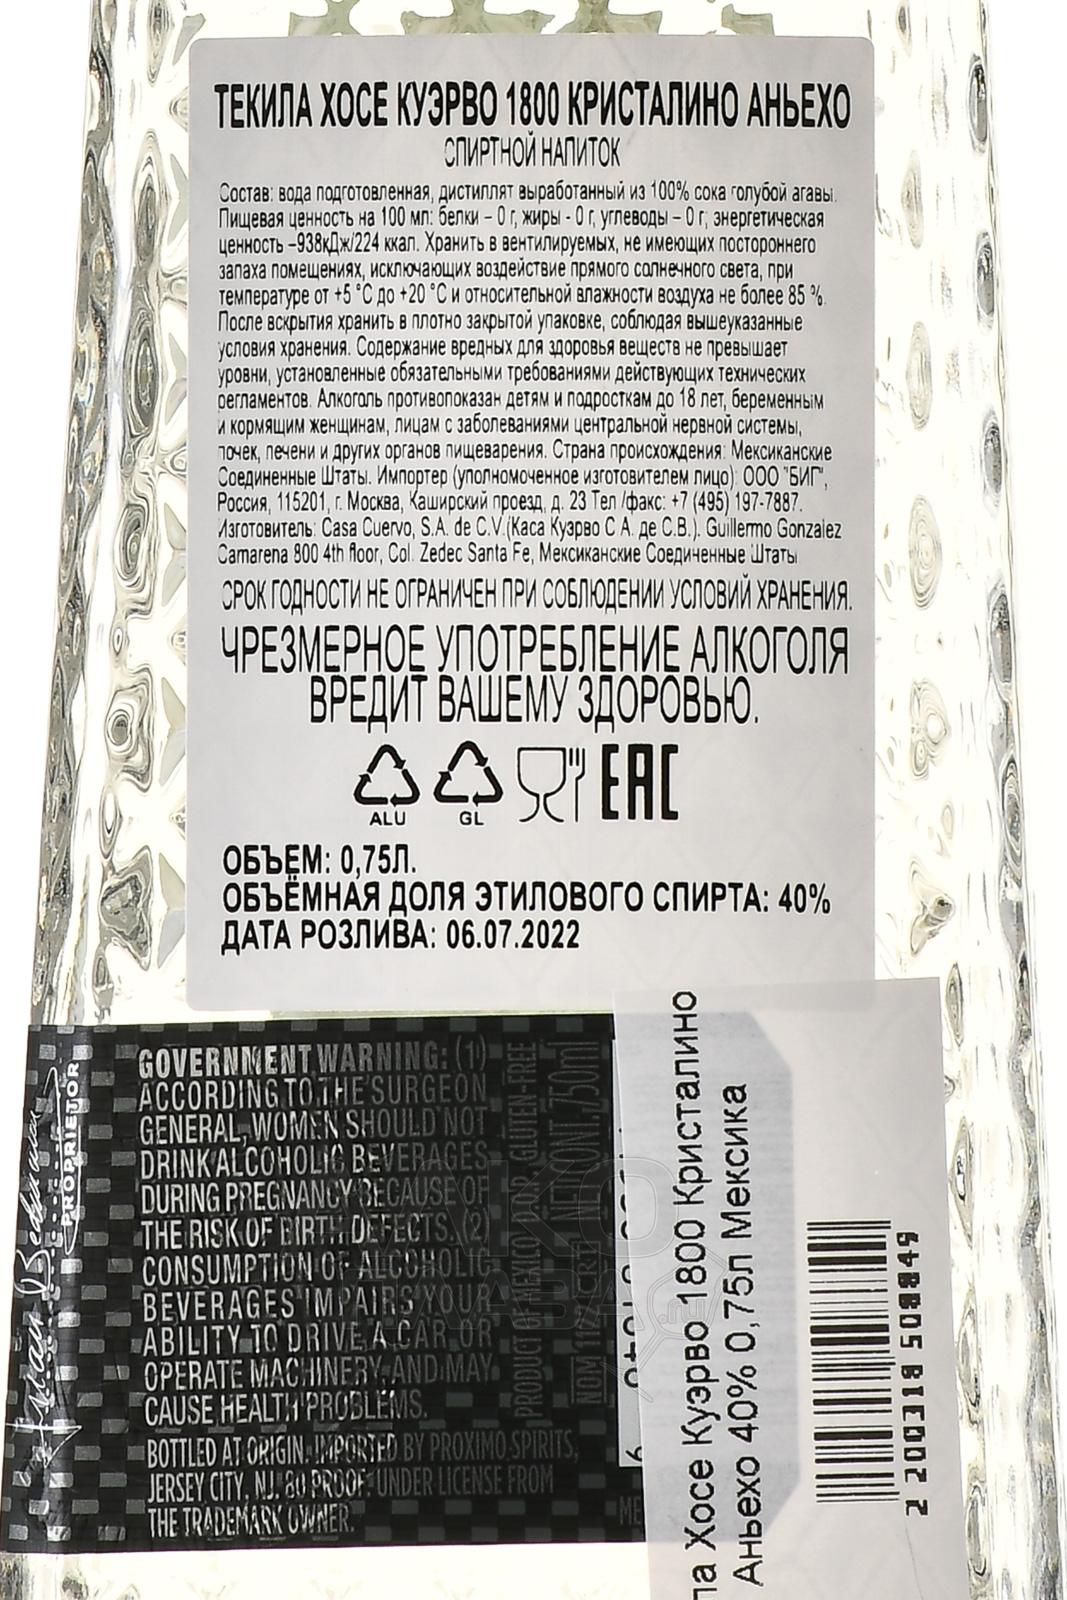 ТЕКИЛА ХОСЕ КУЭРВО 1800 КРИСТАЛИНО АНЬЕХО
СПИРТНОЙ НАПИТОК
Состав: вода подготовленная, дистиллят выработанный из 100% сока голубой агавы.
Пищевая ценность на 100 мл: белки – 0 г, жиры - 0 г, углеводы – 0 г, энергетическая
ценность –938кДж/224 ккал. Хранить в вентилируемых, не имеющих постороннего
запаха помещениях, исключающих воздействие прямого солнечного света, при
температуре от +5 °С до +20 °С и относительной влажности воздуха не более 85 %.
После вскрытия хранить в плотно закрытой упаковке, соблюдая вышеуказанные
условия хранения. Содержание вредных для здоровья веществ не превышает
уровни, установленные обязательными требованиями действующих технических
регламентов. Алкоголь противопоказан детям и подросткам до 18 лет, беременным
и кормящим женщинам, лицам с заболеваниями центральной нервной системы,
почек, печени и других органов пищеварения. Страна происхождения: Мексиканские
Соединенные Штаты. Импортер (уполномоченное изготовителем лицо): ООО "БИГ",
Россия, 115201, г. Москва, Каширский проезд, д. 23 Тел./факс: +7 (495) 197-7887.
Изготовитель: Casa Cuervo, S.A. de C.V.(Каса Куэрво С.А. де С.В.). Guillermo Gonzalez
Camarena 800 4th floor, Col. Zedec Santa Fe, Мексиканские Соединенные Штаты
СРОК ГОДНОСТИ НЕ ОГРАНИЧЕН ПРИ СОБЛЮДЕНИИ УСЛОВИЙ ХРАНЕНИЯ.
ЧРЕЗМЕРНОЕ УПОТРЕБЛЕНИЕ АЛКОГОЛЯ
ВРЕДИТ ВАШЕМУ ЗДОРОВЬЮ.
ALU GL EAC
ОБЪЕМ: 0,75Л.
ОБЪЁМНАЯ ДОЛЯ ЭТИЛОВОГО СПИРТА: 40%
ДАТА РОЗЛИВА: 06.07.2022
PROPRIETOR
GOVERNMENT WARNING: (1)
ACCORDING TO THE SURGEON
GENERAL, WOMEN SHOULD NOT
DRINK ALCOHOLIC BEVERAGES
DURING PREGNANCY BECAUSE OF
THE RISK OF BIRTH DEFECTS. (2)
CONSUMPTION OF ALCOHOLIC
BEVERAGES IMPAIRS YOUR
ABILITY TO DRIVE A CAR OR
OPERATE MACHINERY, AND MAY
CAUSE HEALTH PROBLEMS.
BOTTLED AT ORIGIN. IMPORTED BY PROXIMO SPIRITS,
JERSEY CITY, NJ. 80 PROOF. UNDER LICENSE FROM
THE TRADEMARK OWNER.
PRODUCT OF MEXICO GLUTEN-FREE
NOM 1122 CRT CONT. NET 750ml
ла Хосе Куэрво 1800 Кристалино
Аньехо 40% 0,75л Мексика
2 200318 508849